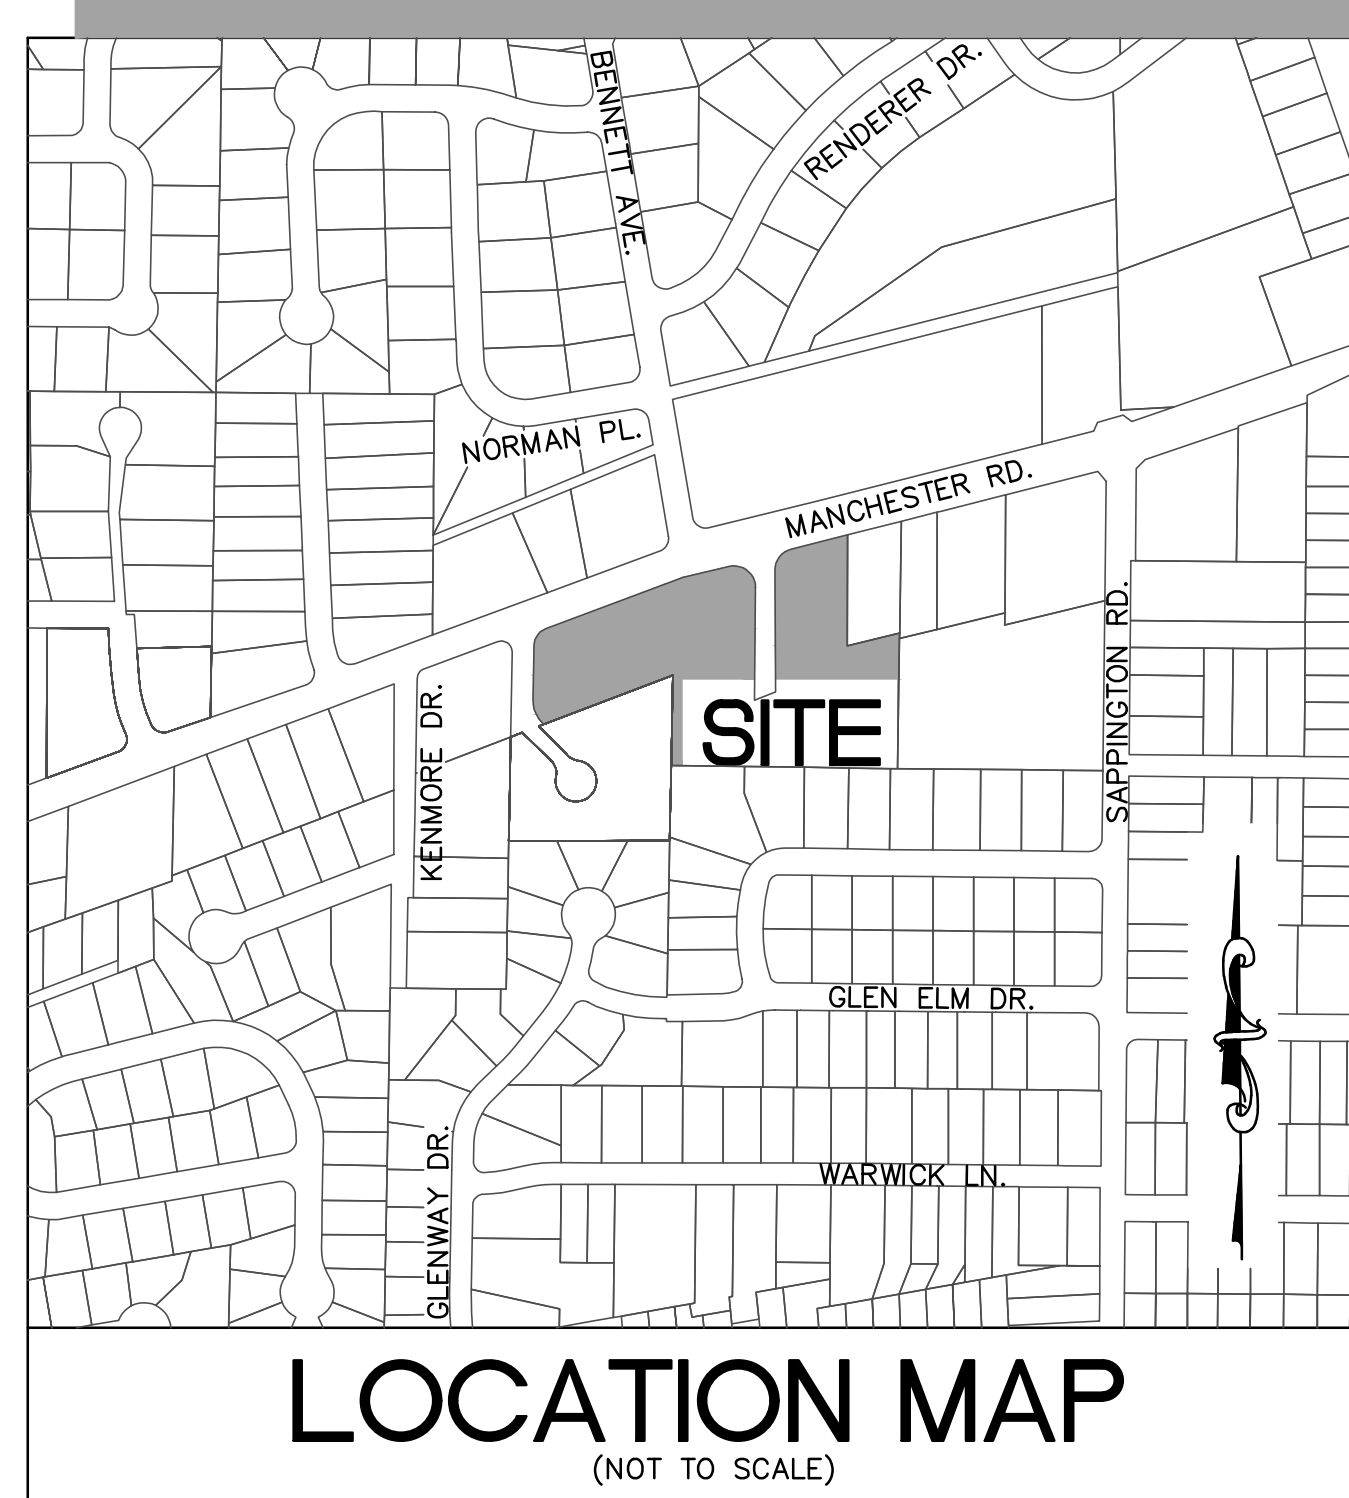 BENNETT AVE.
RENDERER DR.
NORMAN PL.
MANCHESTER RD.
SAPPINGTON RD.
KENMORE DR.
SITE
GLEN ELM DR.
GLENWAY DR.
WARWICK LN.
LOCATION MAP
(NOT TO SCALE)